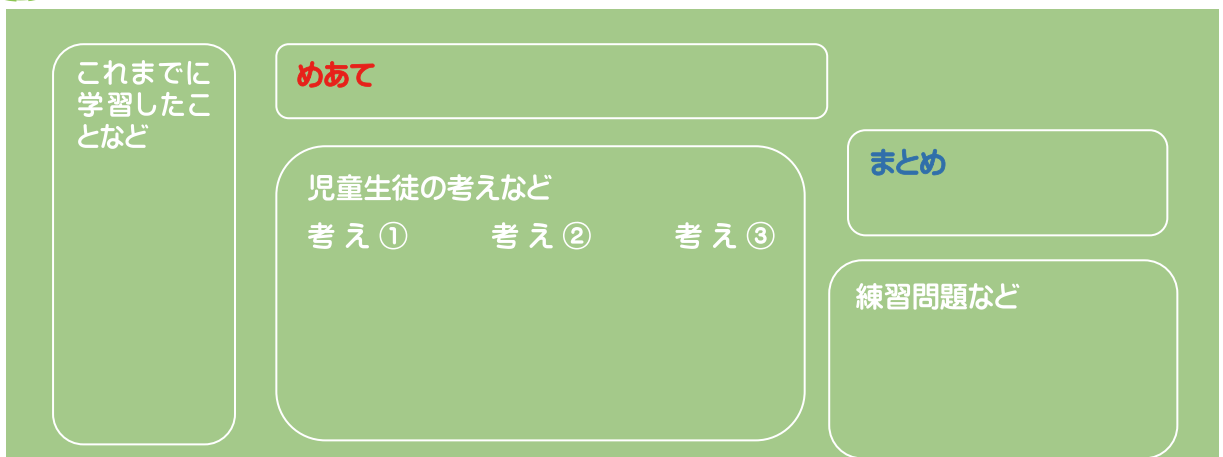 これまでに
学習したこ
となど
めあて
児童生徒の考えなど
考え① 考え② 考え③
まとめ
練習問題など